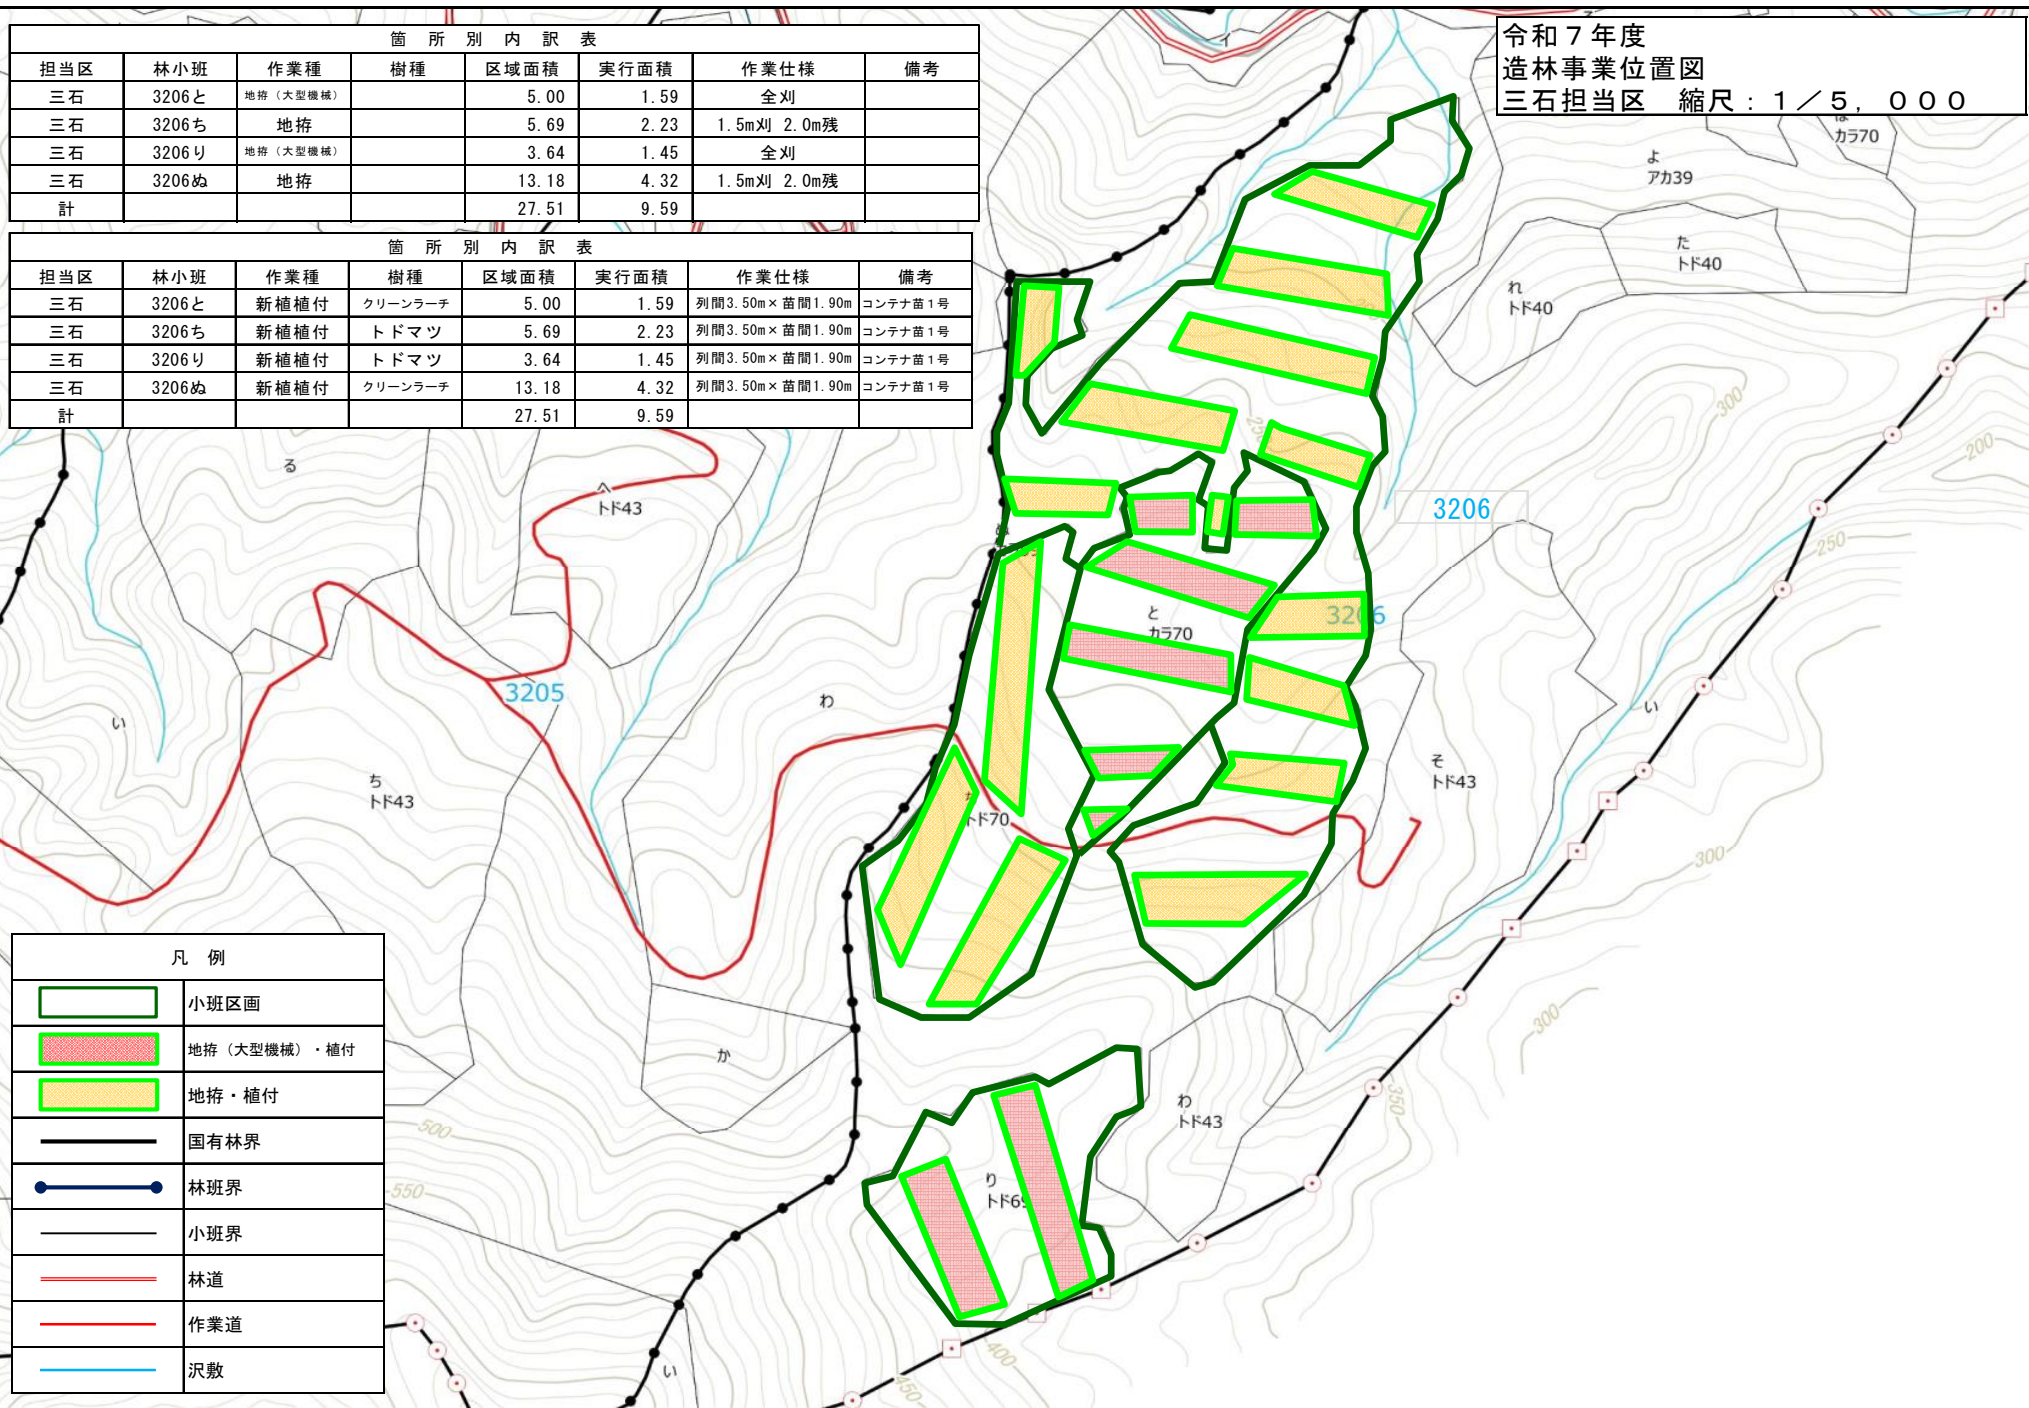 令和７年度
造林事業位置図
三石担当区　縮尺：１／５，０００
箇所別内訳表
担当区 林小班 作業種 樹種 区域面積 実行面積 作業仕様 備考
三石 3206と 地拵（大型機械） 5.00 1.59 全刈
三石 3206ち 地拵 5.69 2.23 1.5m刈 2.0m残
三石 3206り 地拵（大型機械） 3.64 1.45 全刈
三石 3206ぬ 地拵 13.18 4.32 1.5m刈 2.0m残
計 27.51 9.59
箇所別内訳表
担当区 林小班 作業種 樹種 区域面積 実行面積 作業仕様 備考
三石 3206と 新植植付 クリーンラーチ 5.00 1.59 列間3.50m×苗間1.90m コンテナ苗1号
三石 3206ち 新植植付 トドマツ 5.69 2.23 列間3.50m×苗間1.90m コンテナ苗1号
三石 3206り 新植植付 トドマツ 3.64 1.45 列間3.50m×苗間1.90m コンテナ苗1号
三石 3206ぬ 新植植付 クリーンラーチ 13.18 4.32 列間3.50m×苗間1.90m コンテナ苗1号
計 27.51 9.59
イ
カラ70
よ
アカ39
た
トド40
れ
トド40
300
200
250
る
へ
トド43
3206
と
カラ70
3206
3205
い
わ
い
ち
トド43
トド70
そ
トド43
300
か
300
350
わ
トド43
500
550
り
トド69
400
450
い
凡例
小班区画
地拵（大型機械）・植付
地拵・植付
国有林界
林班界
小班界
林道
作業道
沢敷